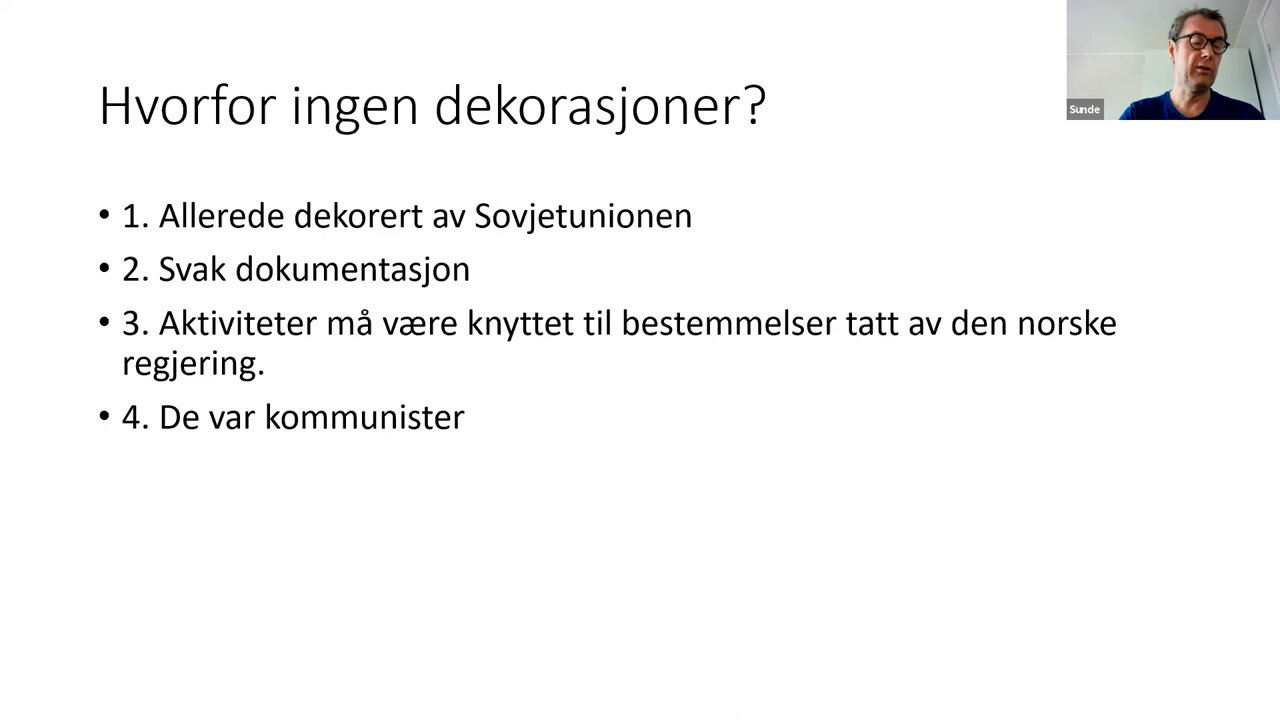 Hvorfor ingen dekorasjoner?
Sunde
• 1. Allerede dekorert av Sovjetunionen
• 2. Svak dokumentasjon
• 3. Aktiviteter må være knyttet til bestemmelser tatt av den norske
regjering.
• 4. De var kommunister